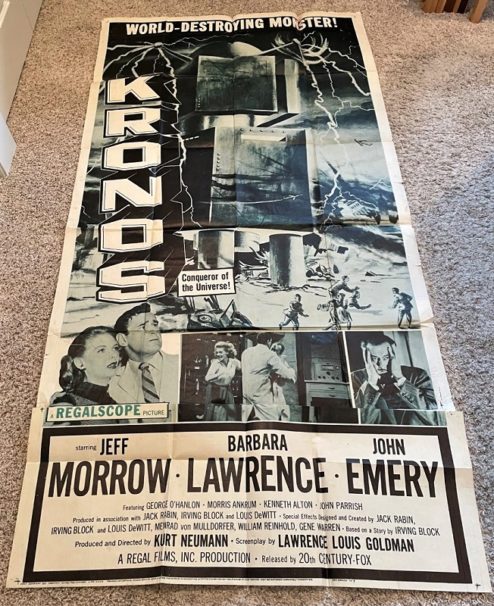 WORLD-DESTROYING MONSTER!
KRONOS
Conqueror of
the Universe!
A REGALSCOPE PICTURE
starring JEFF BARBARA JOHN
MORROW · LAWRENCE · EMERY
Featuring GEORGE O'HANLON · MORRIS ANKRUM · KENNETH ALTON · JOHN PARRISH
Produced in association with JACK RABIN, IRVING BLOCK and LOUIS DeWITT · Special Effects Designed and Created by JACK RABIN,
IRVING BLOCK and LOUIS DeWITT, MENRAD von MULLDORFER, WILLIAM REINHOLD, GENE WARREN · Based on a Story by IRVING BLOCK
Produced and Directed by KURT NEUMANN · Screenplay by LAWRENCE LOUIS GOLDMAN
A REGAL FILMS, INC. PRODUCTION · Released by 20th CENTURY-FOX